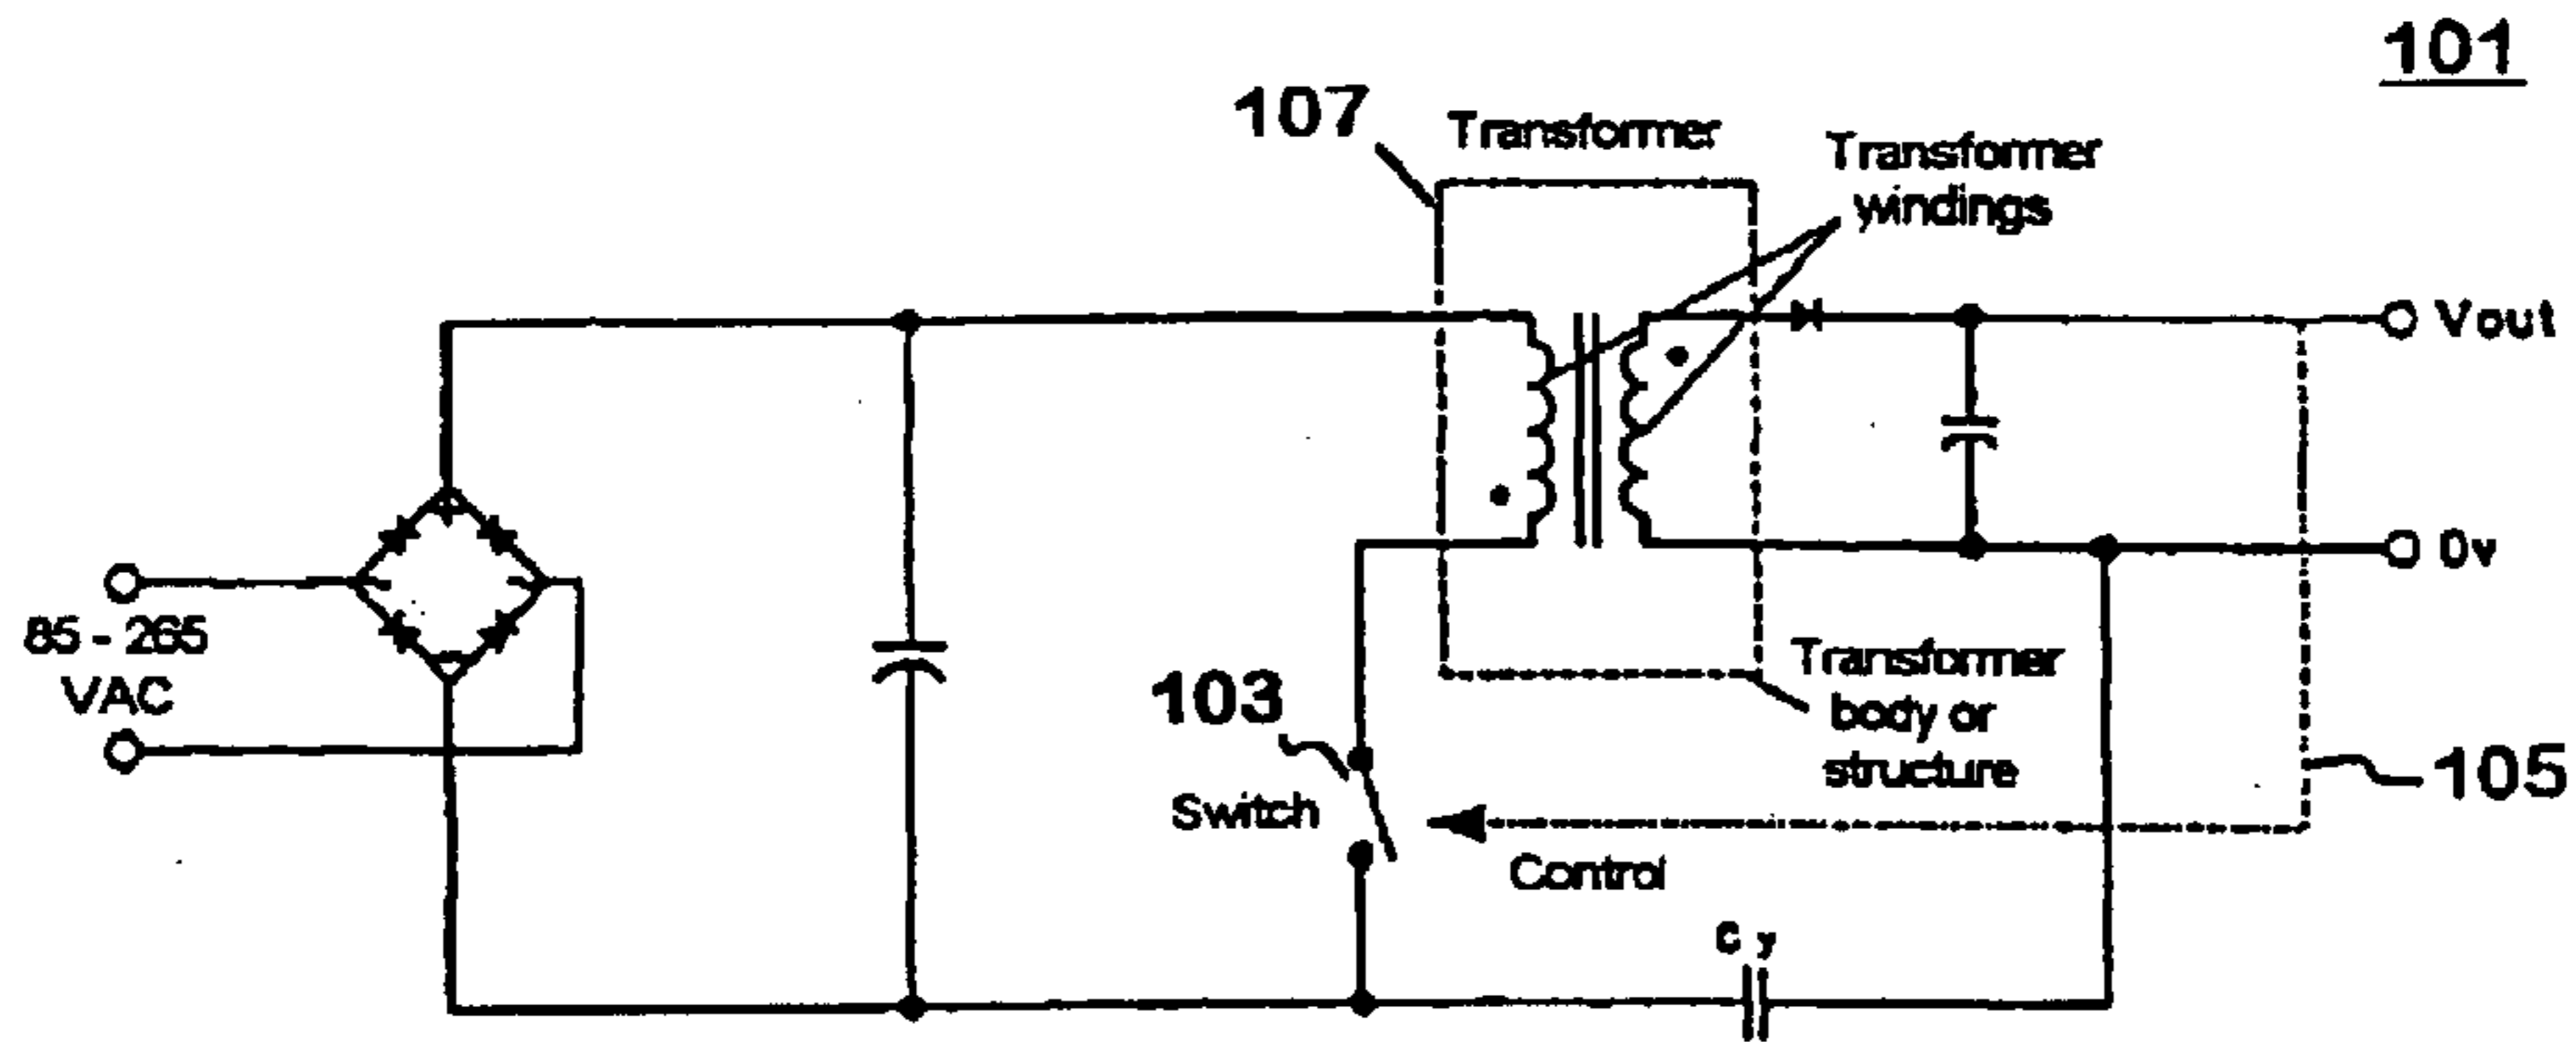 101
107
Transformer
Transformer
windings
Vout
0v
85 - 265
VAC
103
Switch
Transformer
body or
structure
105
Control
C y